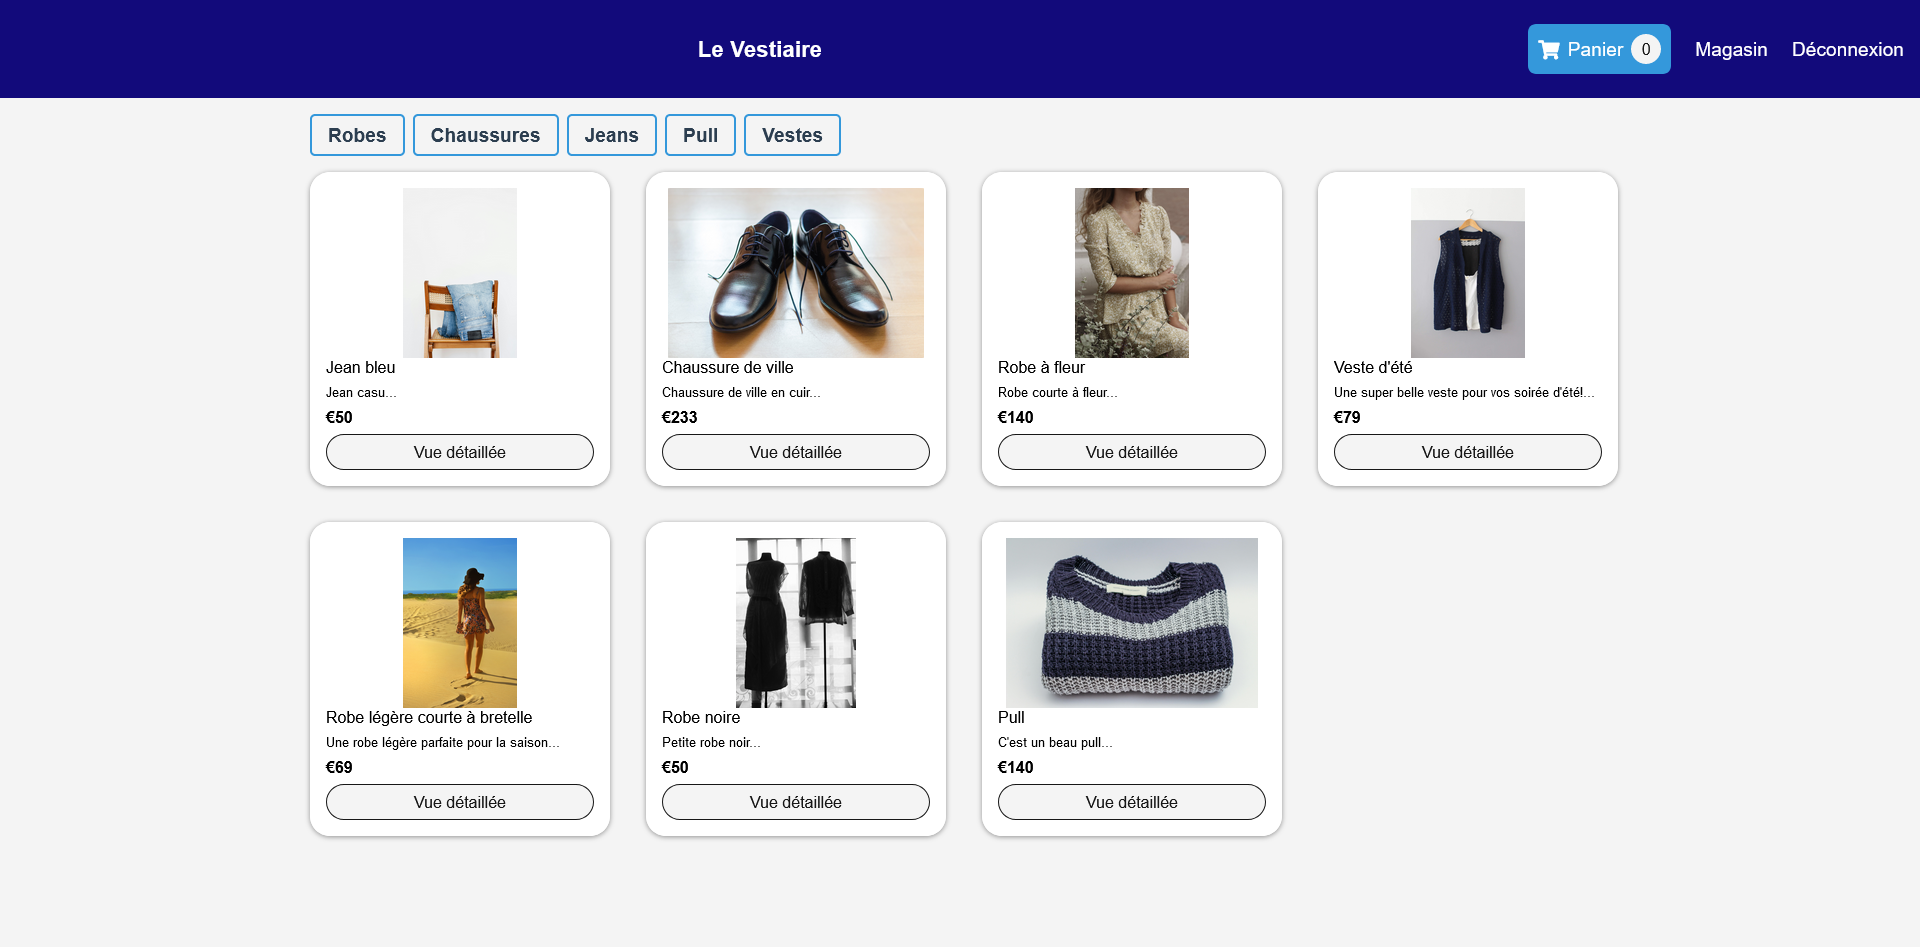 Le Vestiaire
Panier 0
Magasin
Déconnexion
Robes
Chaussures
Jeans
Pull
Vestes
Jean bleu
Jean casu...
€50
Vue détaillée
Chaussure de ville
Chaussure de ville en cuir...
€233
Vue détaillée
Robe à fleur
Robe courte à fleur...
€140
Vue détaillée
Veste d'été
Une super belle veste pour vos soirée d'été!...
€79
Vue détaillée
Robe légère courte à bretelle
Une robe légère parfaite pour la saison...
€69
Vue détaillée
Robe noire
Petite robe noir...
€50
Vue détaillée
Pull
C'est un beau pull...
€140
Vue détaillée